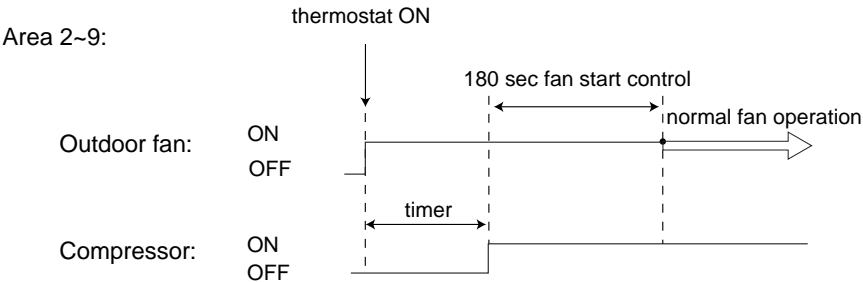 thermostat ON
Area 2~9:
180 sec fan start control
normal fan operation
Outdoor fan:
ON
OFF
timer
Compressor:
ON
OFF